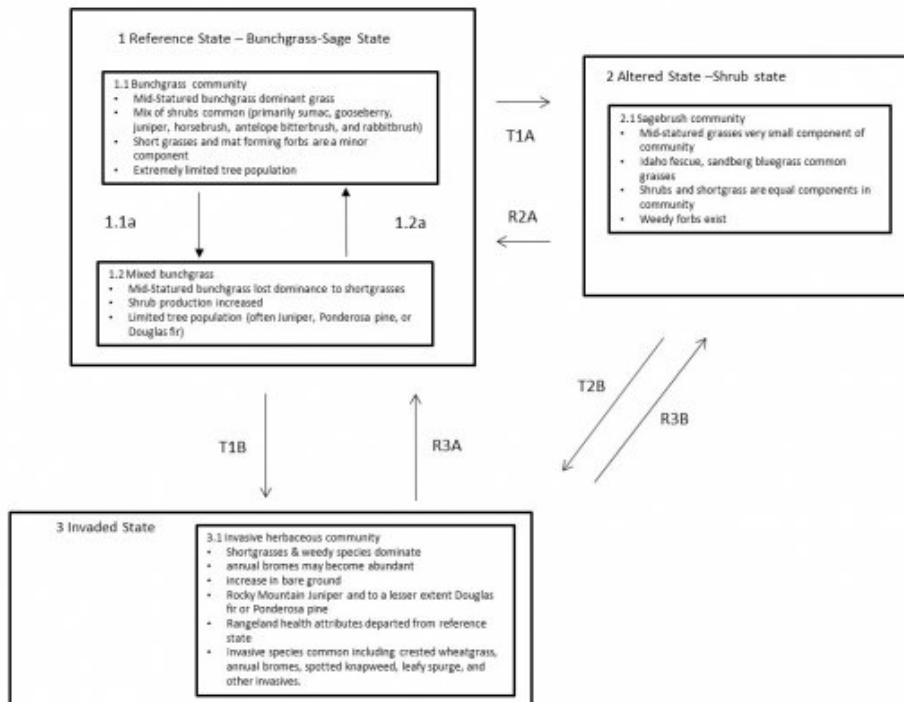 1 Reference State – Bunchgrass-Sage State
1.1 Bunchgrass community
• Mid-Statured bunchgrass dominant grass
• Mix of shrubs common (primarily sumac, gooseberry,
juniper, horsebrush, antelope bitterbrush, and rabbitbrush)
• Short grasses and mat forming forbs are a minor
component
• Extremely limited tree population
1.1a
1.2a
1.2 Mixed bunchgrass
• Mid-Statured bunchgrass lost dominance to shortgrasses
• Shrub production increased
• Limited tree population (often Juniper, Ponderosa pine, or
Douglas fir)
T1A
R2A
2 Altered State –Shrub state
2.1 Sagebrush community
• Mid-statured grasses very small component of
community
• Idaho fescue, sandberg bluegrass common
grasses
• Shrubs and shortgrass are equal components in
community
• Weedy forbs exist
T1B
R3A
T2B
R3B
3 Invaded State
3.1 Invasive herbaceous community
• Shortgrasses & weedy species dominate
• annual bromes may become abundant
• increase in bare ground
• Rocky Mountain Juniper and to a lesser extent Douglas
fir or Ponderosa pine
• Rangeland health attributes departed from reference
state
• Invasive species common including crested wheatgrass,
annual bromes, spotted knapweed, leafy spurge, and
other invasives.